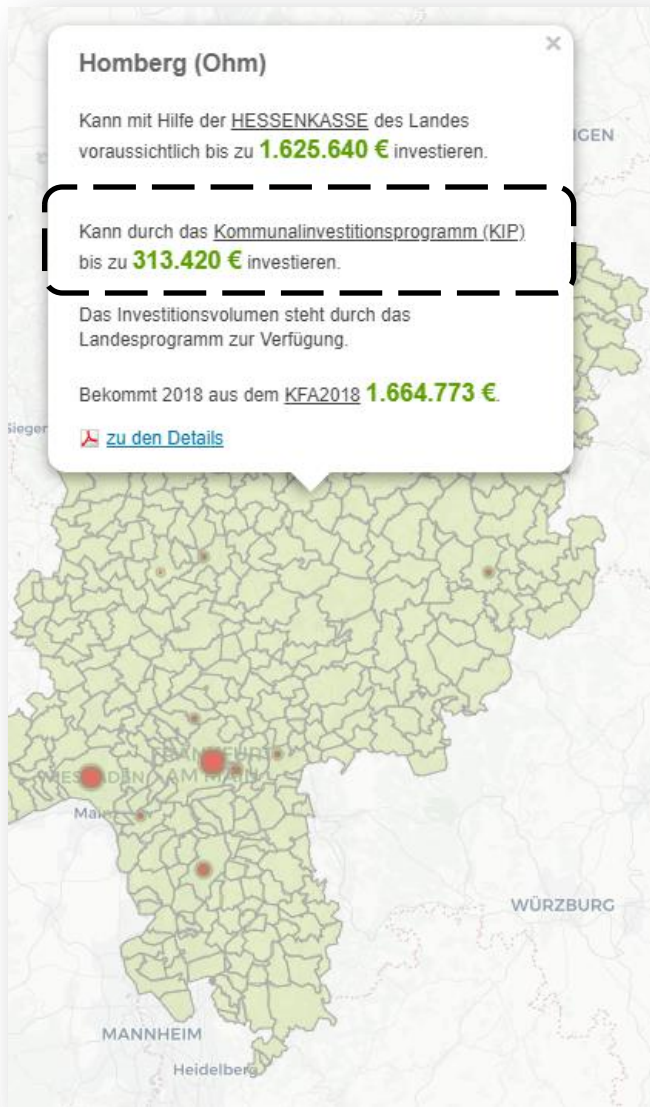 Homberg (Ohm)
×
Kann mit Hilfe der HESSENKASSE des Landes
voraussichtlich bis zu 1.625.640 € investieren.
Kann durch das Kommunalinvestitionsprogramm (KIP)
bis zu 313.420 € investieren.
Das Investitionsvolumen steht durch das
Landesprogramm zur Verfügung.
Bekommt 2018 aus dem KFA2018 1.664.773 €.
zu den Details
NGEN
Sieger
FRANKFURT
WIESBADEN
AM MAIN
WÜRZBURG
MANNHEIM
Heidelberg